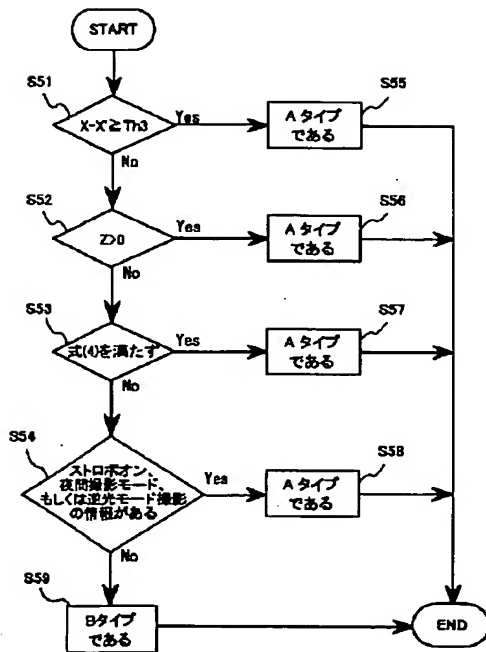 START
S51
X-X'≧Th3
Yes
S55
Aタイプ
である
No
S52
Z>0
Yes
S56
Aタイプ
である
No
S53
式(4)を満たず
Yes
S57
Aタイプ
である
No
S54
ストロボオン、
夜間撮影モード、
もしくは逆光モード撮影
の情報がある
Yes
S58
Aタイプ
である
No
S59
Bタイプ
である
END